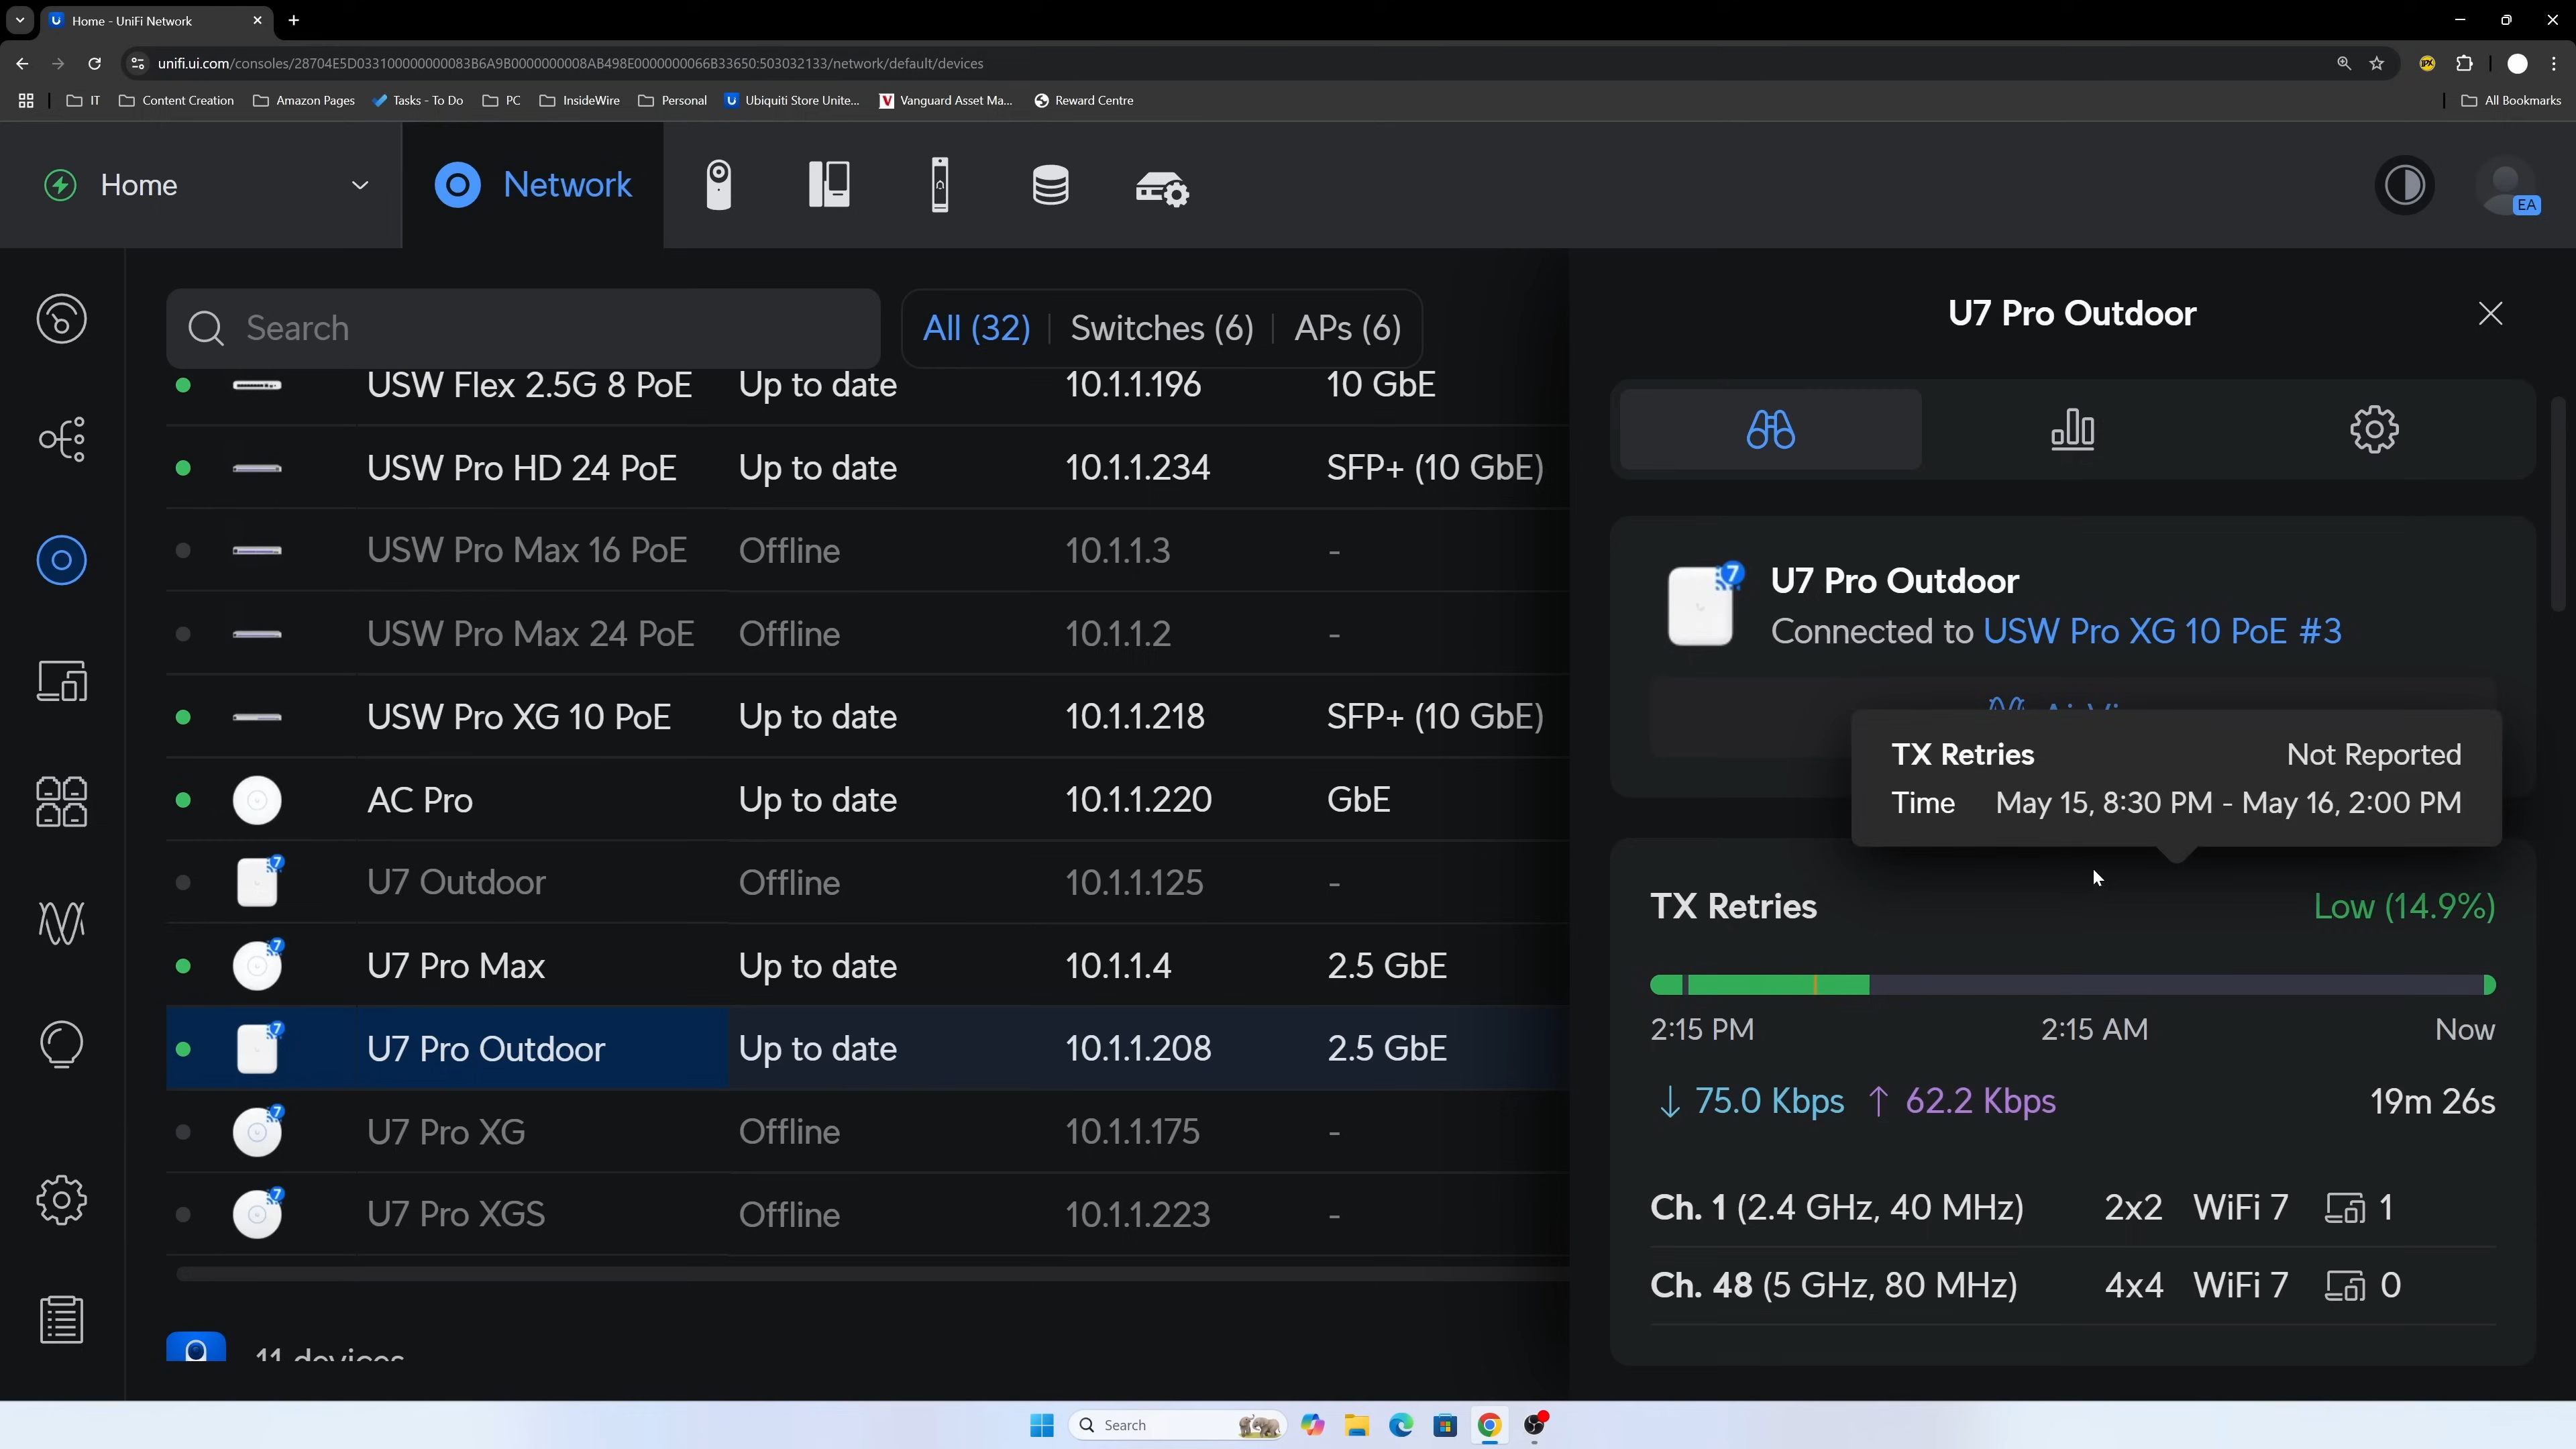 Home - UniFi Network
unifi.ui.com/consoles/28704E5D033100000000083B6A9B0000000008AB498E0000000066B33650:503032133/network/default/devices
IT Content Creation Amazon Pages Tasks - To Do PC InsideWire Personal Ubiquiti Store Unite... Vanguard Asset Ma... Reward Centre All Bookmarks
Home Network EA
Search All (32) Switches (6) APs (6)
USW Flex 2.5G 8 PoE Up to date 10.1.1.196 10 GbE
USW Pro HD 24 PoE Up to date 10.1.1.234 SFP+ (10 GbE)
USW Pro Max 16 PoE Offline 10.1.1.3 -
USW Pro Max 24 PoE Offline 10.1.1.2 -
USW Pro XG 10 PoE Up to date 10.1.1.218 SFP+ (10 GbE)
AC Pro Up to date 10.1.1.220 GbE
7 U7 Outdoor Offline 10.1.1.125 -
7 U7 Pro Max Up to date 10.1.1.4 2.5 GbE
7 U7 Pro Outdoor Up to date 10.1.1.208 2.5 GbE
7 U7 Pro XG Offline 10.1.1.175 -
7 U7 Pro XGS Offline 10.1.1.223 -
11 devices
U7 Pro Outdoor
7 U7 Pro Outdoor
Connected to USW Pro XG 10 PoE #3
TX Retries Not Reported
Time May 15, 8:30 PM - May 16, 2:00 PM
TX Retries Low (14.9%)
2:15 PM 2:15 AM Now
↓ 75.0 Kbps ↑ 62.2 Kbps 19m 26s
Ch. 1 (2.4 GHz, 40 MHz) 2x2 WiFi 7 1
Ch. 48 (5 GHz, 80 MHz) 4x4 WiFi 7 0
Search